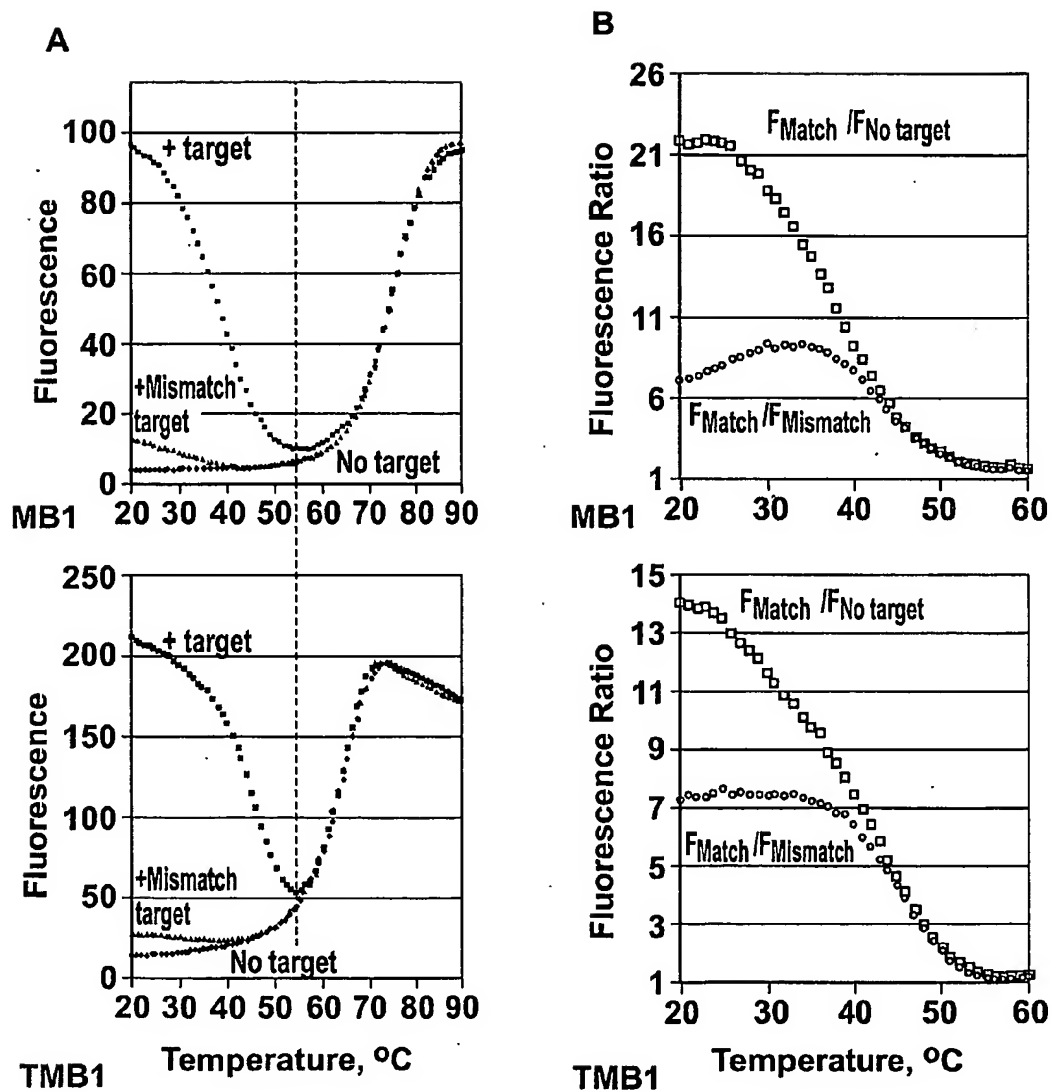 A
B
Fluorescence
100
80
60
40
20
0
+ target
+Mismatch
target
No target
20 30 40 50 60 70 80 90
MB1
Fluorescence Ratio
26
21
16
11
6
1
FMatch /FNo target
FMatch/FMismatch
20 30 40 50 60
MB1
Fluorescence
250
200
150
100
50
0
+ target
+Mismatch
target
No target
20 30 40 50 60 70 80 90
Temperature, ºC
TMB1
Fluorescence Ratio
15
13
11
9
7
5
3
1
FMatch /FNo target
FMatch/FMismatch
20 30 40 50 60
Temperature, ºC
TMB1